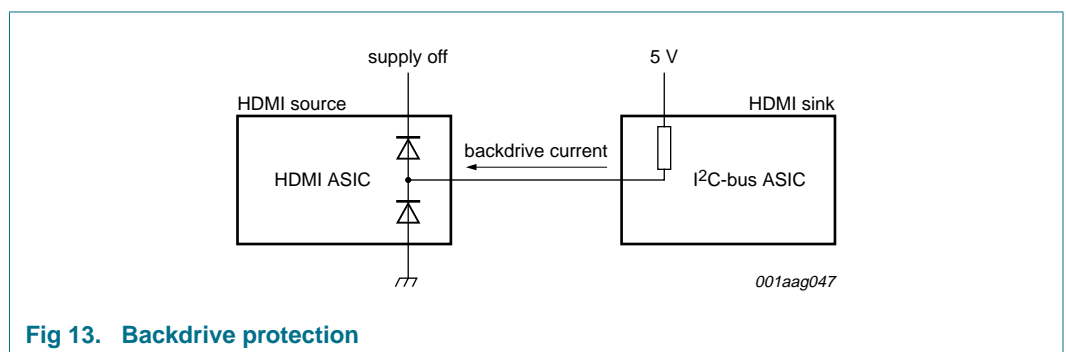 supply off
5 V
HDMI source
HDMI sink
backdrive current
HDMI ASIC
I²C-bus ASIC
001aag047
Fig 13. Backdrive protection